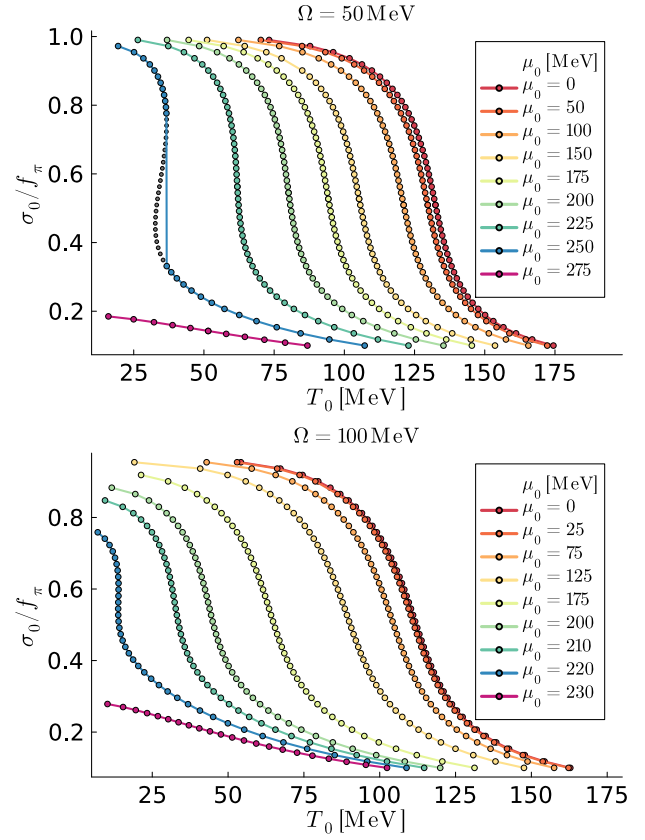 Ω = 50 MeV
1.0
0.8
0.6
0.4
0.2
σ₀/f_π
25 50 75 100 125 150 175
T₀ [MeV]
μ₀ [MeV]
μ₀ = 0
μ₀ = 50
μ₀ = 100
μ₀ = 150
μ₀ = 175
μ₀ = 200
μ₀ = 225
μ₀ = 250
μ₀ = 275
Ω = 100 MeV
0.8
0.6
0.4
0.2
σ₀/f_π
25 50 75 100 125 150 175
T₀ [MeV]
μ₀ [MeV]
μ₀ = 0
μ₀ = 25
μ₀ = 75
μ₀ = 125
μ₀ = 175
μ₀ = 200
μ₀ = 210
μ₀ = 220
μ₀ = 230